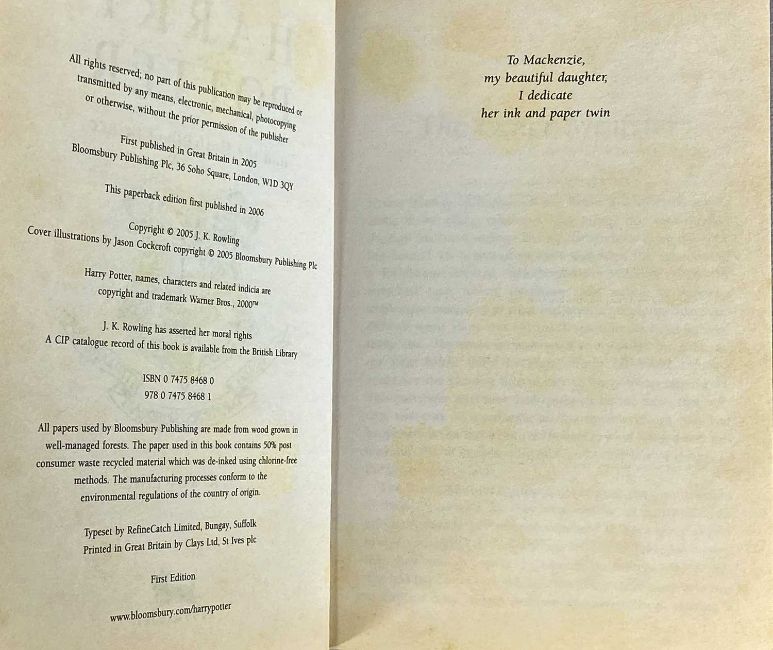 All rights reserved; no part of this publication may be reproduced or
transmitted by any means, electronic, mechanical, photocopying
or otherwise, without the prior permission of the publisher
First published in Great Britain in 2005
Bloomsbury Publishing Plc, 36 Soho Square, London, W1D 3QY
This paperback edition first published in 2006
Copyright © 2005 J. K. Rowling
Cover illustrations by Jason Cockcroft copyright © 2005 Bloomsbury Publishing Plc
Harry Potter, names, characters and related indicia are
copyright and trademark Warner Bros., 2000™
J. K. Rowling has asserted her moral rights
A CIP catalogue record of this book is available from the British Library
ISBN 0 7475 8468 0
978 0 7475 8468 1
All papers used by Bloomsbury Publishing are made from wood grown in
well-managed forests. The paper used in this book contains 50% post
consumer waste recycled material which was de-inked using chlorine-free
methods. The manufacturing processes conform to the
environmental regulations of the country of origin.
Typeset by RefineCatch Limited, Bungay, Suffolk
Printed in Great Britain by Clays Ltd, St Ives plc
First Edition
www.bloomsbury.com/harrypotter
To Mackenzie,
my beautiful daughter,
I dedicate
her ink and paper twin